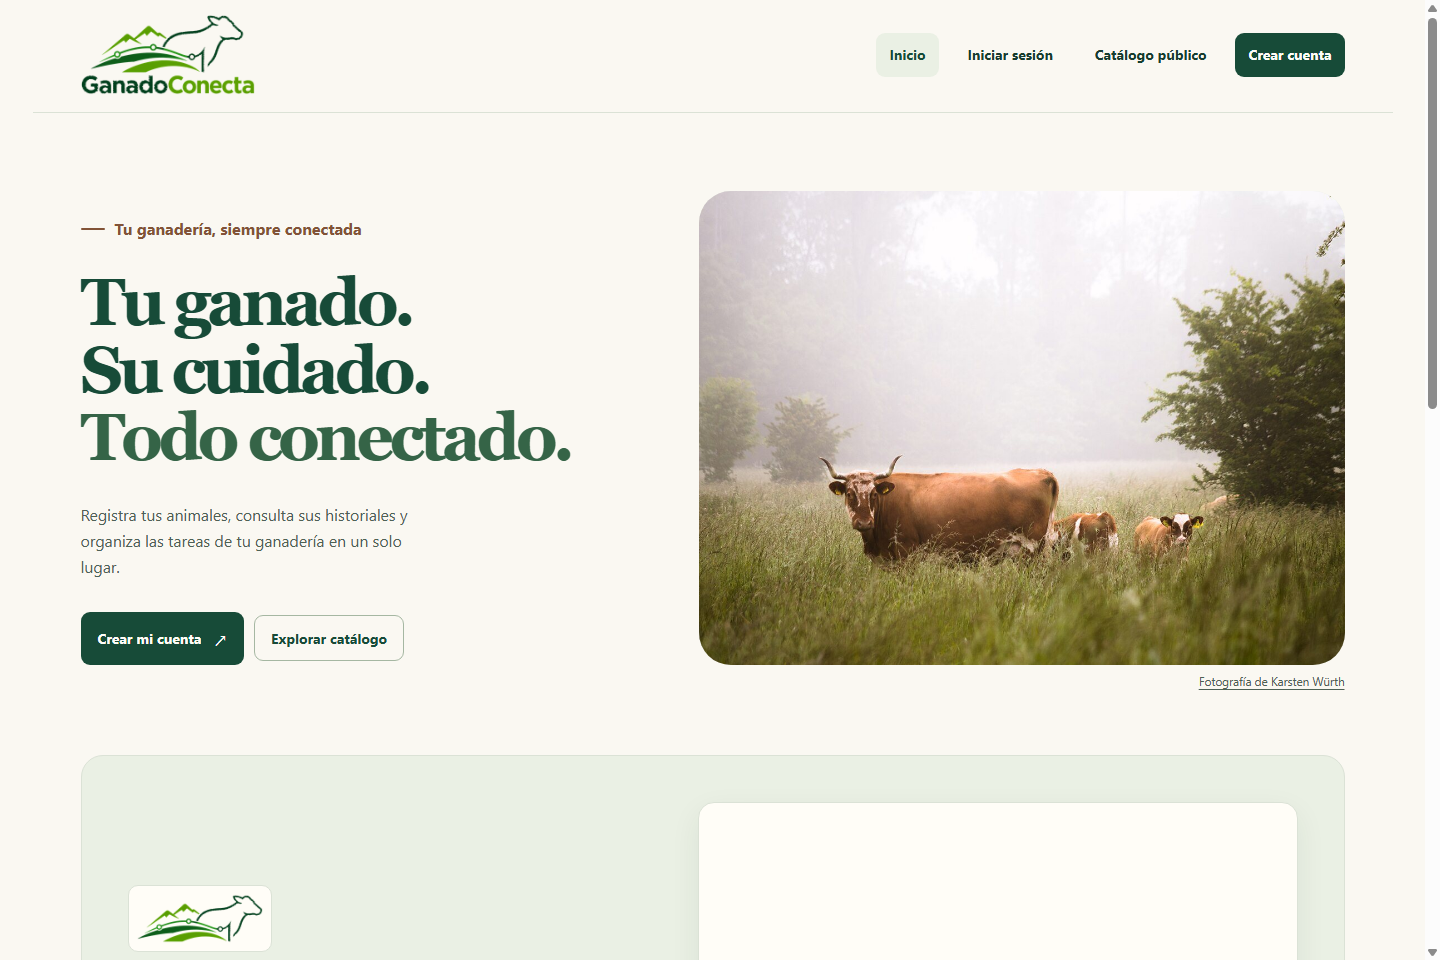 GanadoConecta
Inicio
Iniciar sesión
Catálogo público
Crear cuenta
Tu ganadería, siempre conectada
Tu ganado.
Su cuidado.
Todo conectado.
Registra tus animales, consulta sus historiales y
organiza las tareas de tu ganadería en un solo
lugar.
Crear mi cuenta ↗
Explorar catálogo
Fotografía de Karsten Würth